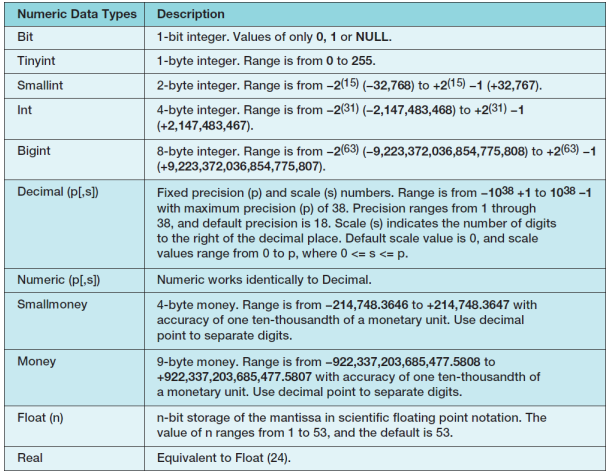 Numeric Data Types Description
Bit 1-bit integer. Values of only 0, 1 or NULL.
Tinyint 1-byte integer. Range is from 0 to 255.
Smallint 2-byte integer. Range is from −2(15) (−32,768) to +2(15) −1 (+32,767).
Int 4-byte integer. Range is from −2(31) (−2,147,483,468) to +2(31) −1
(+2,147,483,467).
Bigint 8-byte integer. Range is from −2(63) (−9,223,372,036,854,775,808) to +2(63) −1
(+9,223,372,036,854,775,807).
Decimal (p[,s]) Fixed precision (p) and scale (s) numbers. Range is from −1038 +1 to 1038 −1
with maximum precision (p) of 38. Precision ranges from 1 through
38, and default precision is 18. Scale (s) indicates the number of digits
to the right of the decimal place. Default scale value is 0, and scale
values range from 0 to p, where 0 <= s <= p.
Numeric (p[,s]) Numeric works identically to Decimal.
Smallmoney 4-byte money. Range is from −214,748.3646 to +214,748.3647 with
accuracy of one ten-thousandth of a monetary unit. Use decimal
point to separate digits.
Money 9-byte money. Range is from −922,337,203,685,477.5808 to
+922,337,203,685,477.5807 with accuracy of one ten-thousandth of
a monetary unit. Use decimal point to separate digits.
Float (n) n-bit storage of the mantissa in scientific floating point notation. The
value of n ranges from 1 to 53, and the default is 53.
Real Equivalent to Float (24).